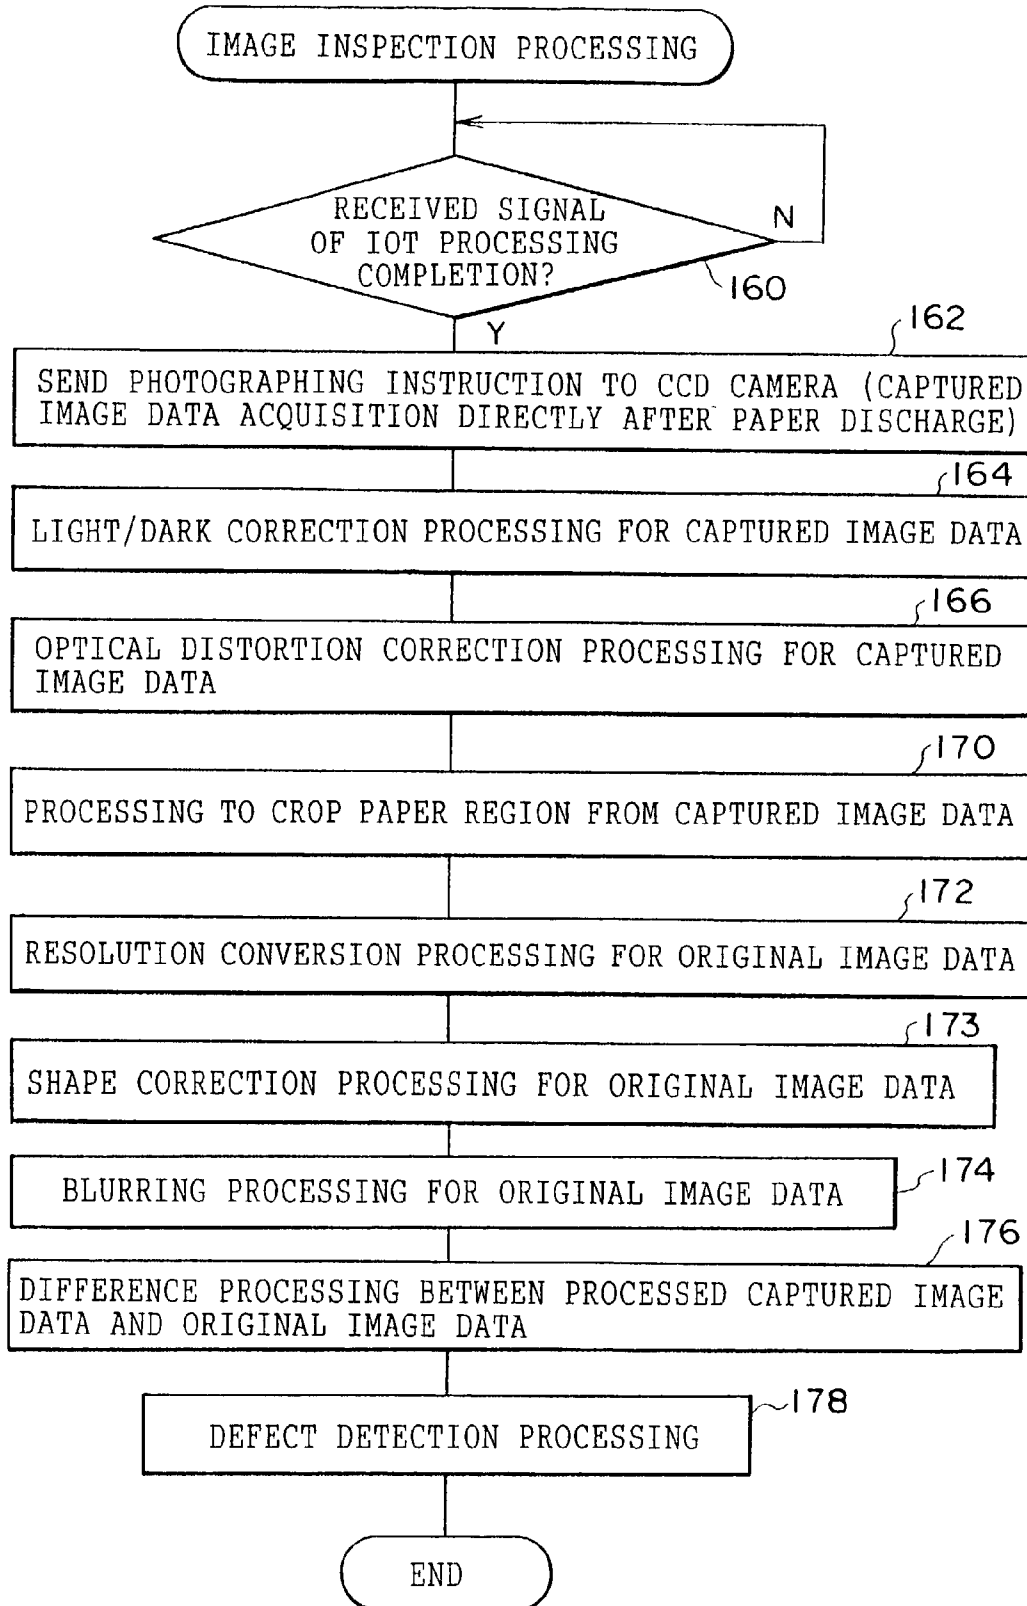 IMAGE INSPECTION PROCESSING
RECEIVED SIGNAL
OF IOT PROCESSING
COMPLETION?
N
160
Y
162
SEND PHOTOGRAPHING INSTRUCTION TO CCD CAMERA (CAPTURED
IMAGE DATA ACQUISITION DIRECTLY AFTER PAPER DISCHARGE)
164
LIGHT/DARK CORRECTION PROCESSING FOR CAPTURED IMAGE DATA
166
OPTICAL DISTORTION CORRECTION PROCESSING FOR CAPTURED
IMAGE DATA
170
PROCESSING TO CROP PAPER REGION FROM CAPTURED IMAGE DATA
172
RESOLUTION CONVERSION PROCESSING FOR ORIGINAL IMAGE DATA
173
SHAPE CORRECTION PROCESSING FOR ORIGINAL IMAGE DATA
174
BLURRING PROCESSING FOR ORIGINAL IMAGE DATA
176
DIFFERENCE PROCESSING BETWEEN PROCESSED CAPTURED IMAGE
DATA AND ORIGINAL IMAGE DATA
178
DEFECT DETECTION PROCESSING
END